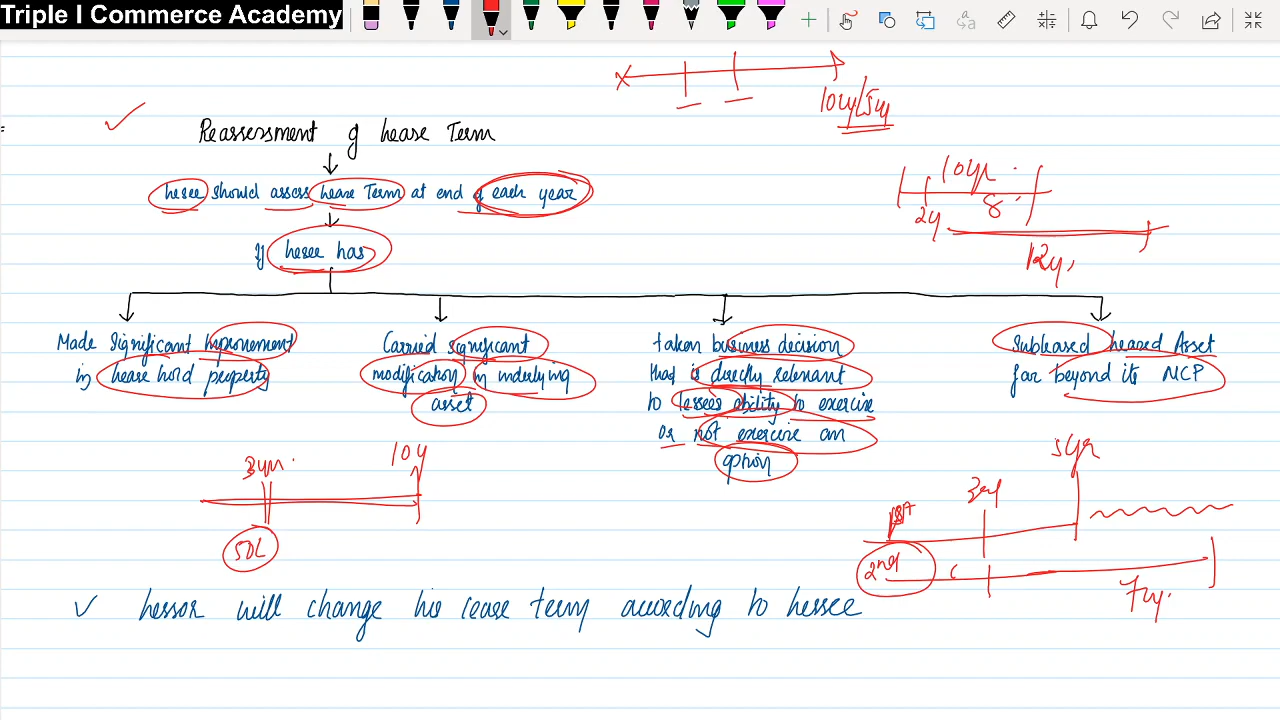 Triple I Commerce Academy
10y/5y
Reassessment of Lease Term
10yr
2y 8
12y
Lesee should assess Lease Term at end of each year
If Lesee has
Made Significant Improvement
in Lease hold property
Carried significant
modification in underlying
asset
taken business decision
that is directly relevant
to lessees ability to exercise
or not exercise an
option
Subleased Leased Asset
for beyond its NCP
3yr.
10y
50L
5yr
3y
1st
2nd
7y.
Lessor will change his lease term according to Lessee